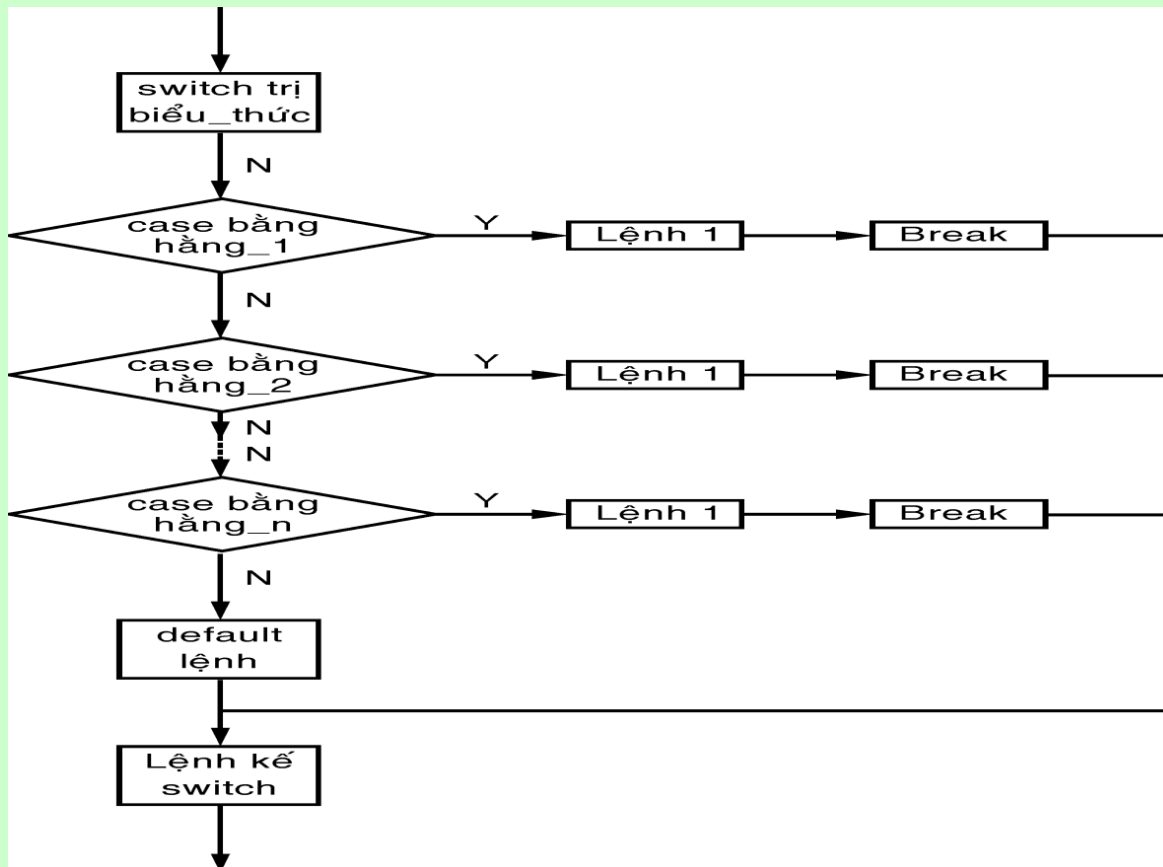 switch trị
biểu_thức
N
case bằng
hằng_1
Y
Lệnh 1
Break
N
case bằng
hằng_2
Y
Lệnh 1
Break
N
N
case bằng
hằng_n
Y
Lệnh 1
Break
N
default
lệnh
Lệnh kế
switch